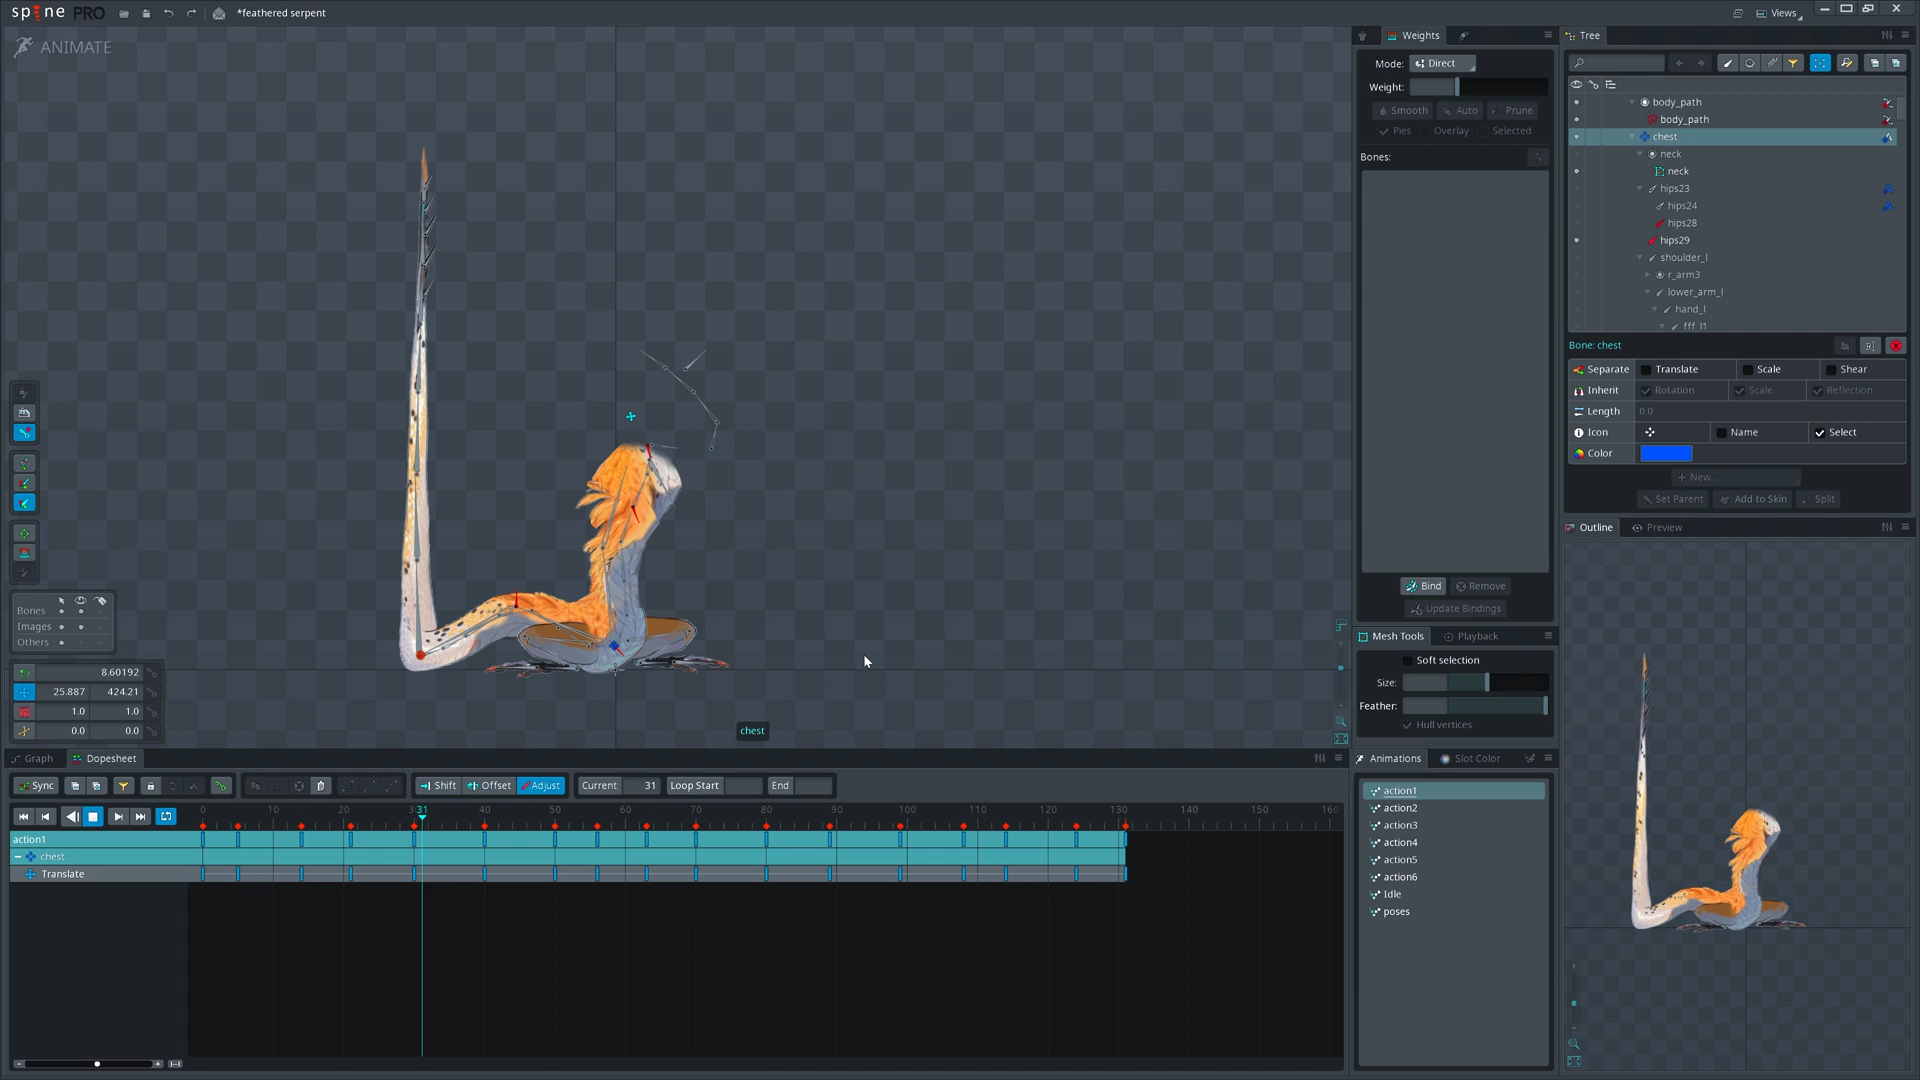 spine PRO
*feathered serpent
Views
ANIMATE
Weights
Mode: Direct
Weight:
Smooth Auto Prune
Pies Overlay Selected
Bones:
Bind Remove
Update Bindings
Mesh Tools Playback
Soft selection
Size:
Feather:
Hull vertices
Tree
body_path
body_path
chest
neck
neck
hips23
hips24
hips28
hips29
shoulder_l
r_arm3
lower_arm_l
hand_l
fff_l1
Bone: chest
Separate Translate Scale Shear
Inherit Rotation Scale Reflection
Length 0.0
Icon Name Select
Color
+ New...
Set Parent Add to Skin Split
Outline Preview
Bones
Images
Others
8.60192
25.887 424.21
1.0 1.0
0.0 0.0
chest
Graph Dopesheet
Sync Shift Offset Adjust Current 31 Loop Start End
0 10 20 31 40 50 60 70 80 90 100 110 120 130 140 150 160
action1
chest
Translate
Animations Slot Color
action1
action2
action3
action4
action5
action6
Idle
poses